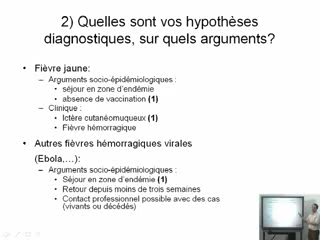 2) Quelles sont vos hypothèses
diagnostiques, sur quels arguments?
• Fièvre jaune:
– Arguments socio-épidémiologiques :
• séjour en zone d'endémie
• absence de vaccination (1)
– Clinique :
• Ictère cutanéomuqueux (1)
• Fièvre hémorragique
• Autres fièvres hémorragiques virales
(Ebola,…):
– Arguments socio-épidémiologiques :
• Séjour en zone d'endémie (1)
• Retour depuis moins de trois semaines
• Contact professionnel possible avec des cas
(vivants ou décédés)